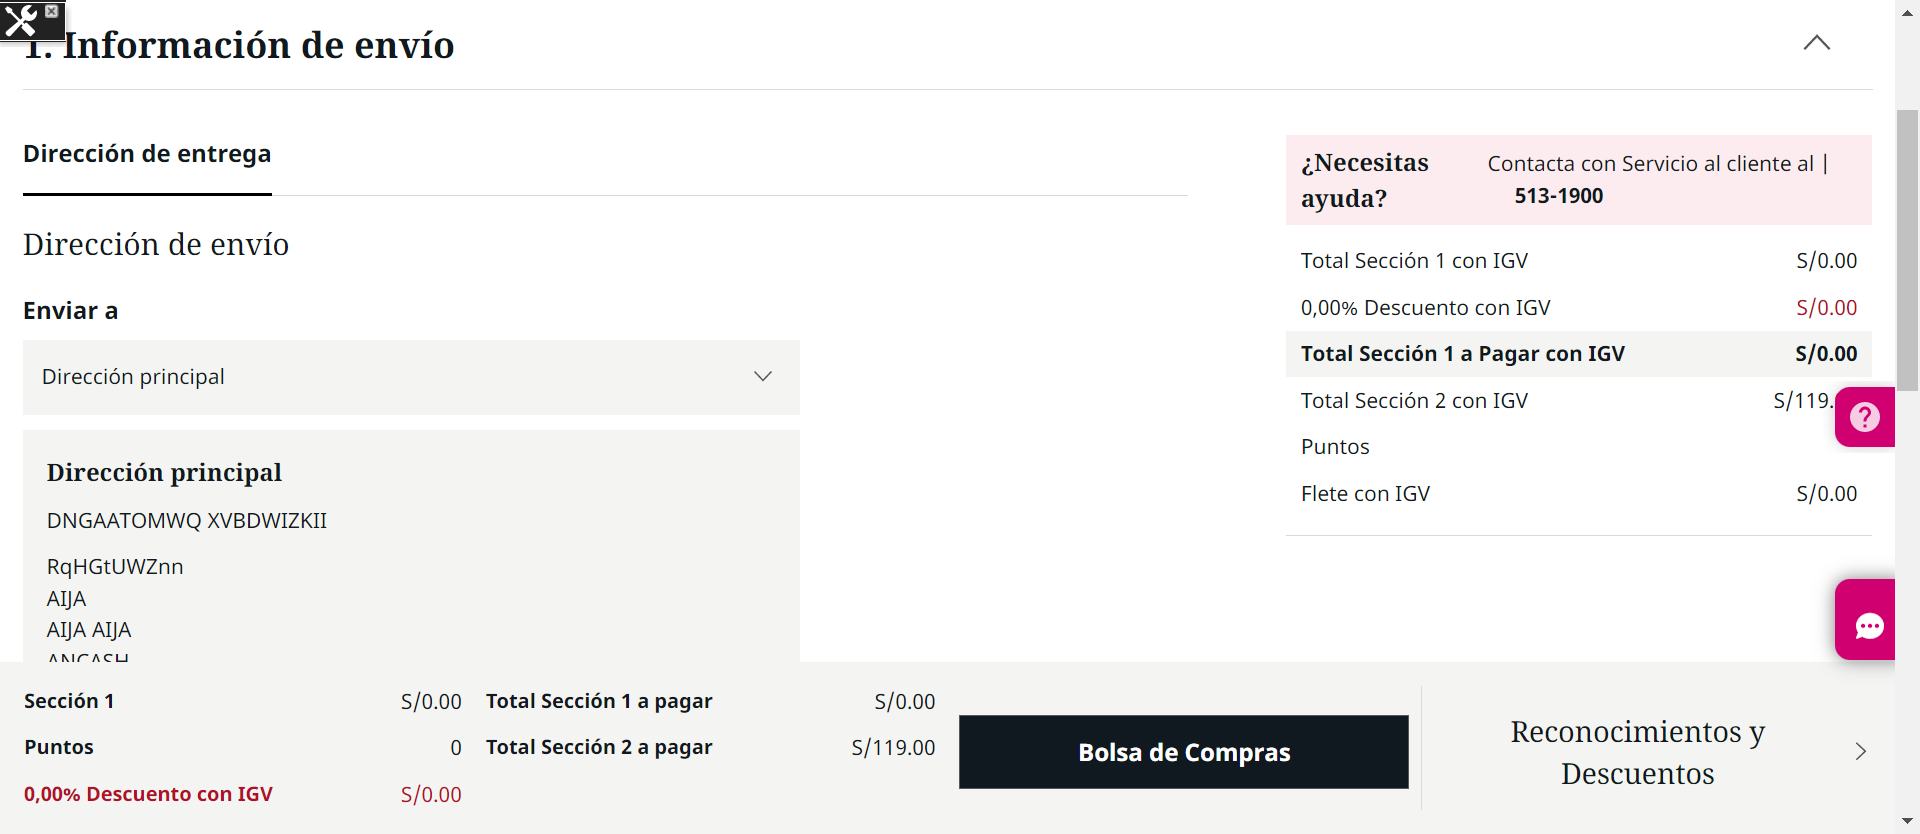 1. Información de envío
Dirección de entrega
Dirección de envío
Enviar a
Dirección principal
Dirección principal
DNGAATOMWQ XVBDWIZKII
RqHGtUWZnn
AIJA
AIJA AIJA
ANCASH
¿Necesitas ayuda?
Contacta con Servicio al cliente al |
513-1900
Total Sección 1 con IGV S/0.00
0,00% Descuento con IGV S/0.00
Total Sección 1 a Pagar con IGV S/0.00
Total Sección 2 con IGV S/119.
Puntos
Flete con IGV S/0.00
Sección 1 S/0.00
Puntos 0
0,00% Descuento con IGV S/0.00
Total Sección 1 a pagar S/0.00
Total Sección 2 a pagar S/119.00
Bolsa de Compras
Reconocimientos y
Descuentos